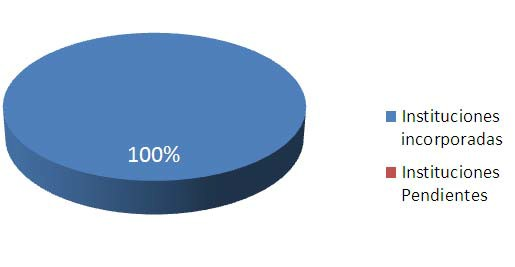 100%
Instituciones
incorporadas
Instituciones
Pendientes